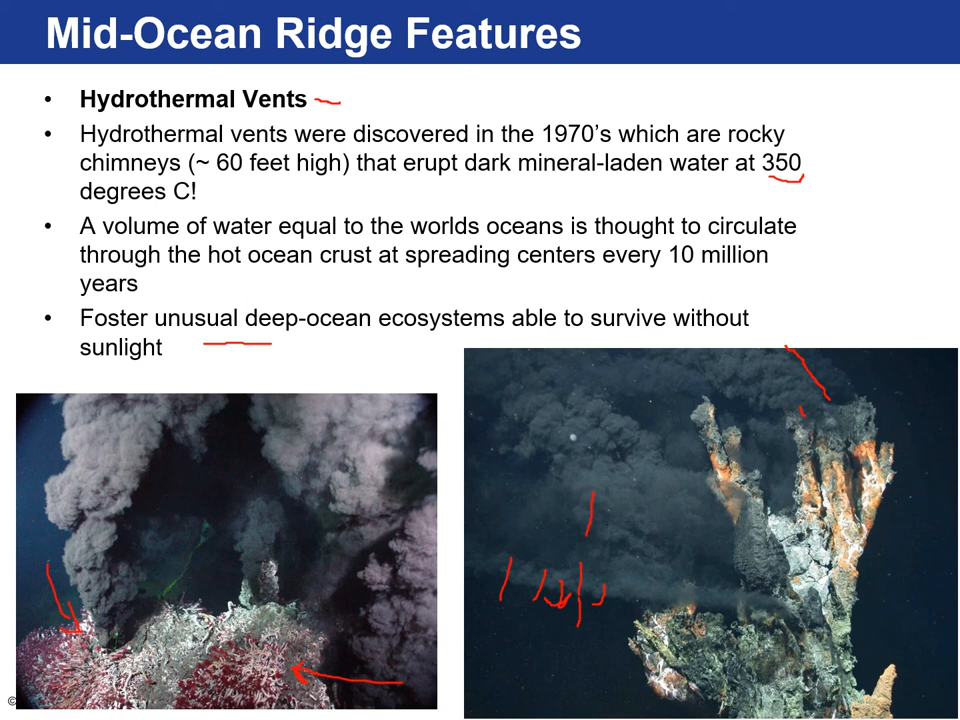 Mid-Ocean Ridge Features
• Hydrothermal Vents
• Hydrothermal vents were discovered in the 1970’s which are rocky
chimneys (~ 60 feet high) that erupt dark mineral-laden water at 350
degrees C!
• A volume of water equal to the worlds oceans is thought to circulate
through the hot ocean crust at spreading centers every 10 million
years
• Foster unusual deep-ocean ecosystems able to survive without
sunlight
©